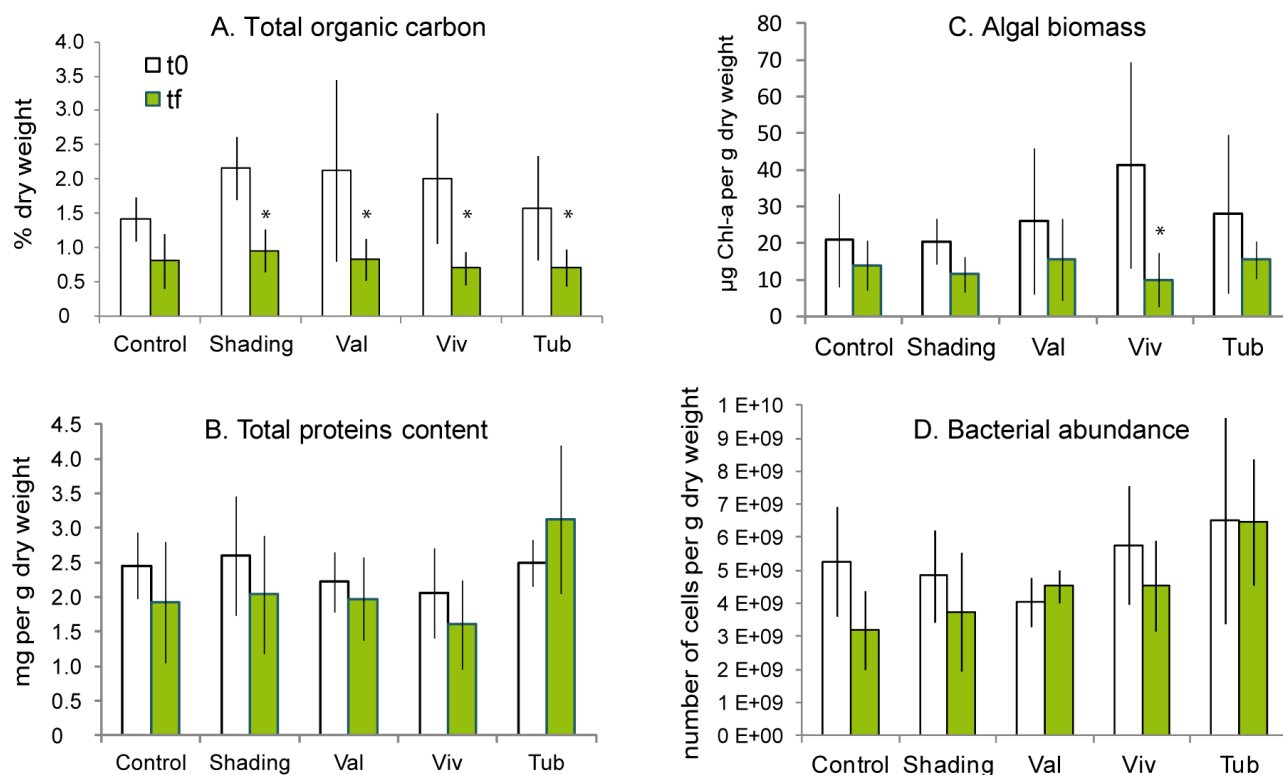 A. Total organic carbon
% dry weight
4.0
3.5
3.0
2.5
2.0
1.5
1.0
0.5
0
t0
tf
*
*
*
*
Control Shading Val Viv Tub
C. Algal biomass
µg Chl-a per g dry weight
80
70
60
50
40
30
20
10
0
*
Control Shading Val Viv Tub
B. Total proteins content
mg per g dry weight
4.5
4.0
3.5
3.0
2.5
2.0
1.5
1.0
0.5
0
Control Shading Val Viv Tub
D. Bacterial abundance
number of cells per g dry weight
1 E+10
9 E+09
8 E+09
7 E+09
6 E+09
5 E+09
4 E+09
3 E+09
2 E+09
1 E+09
0 E+00
Control Shading Val Viv Tub